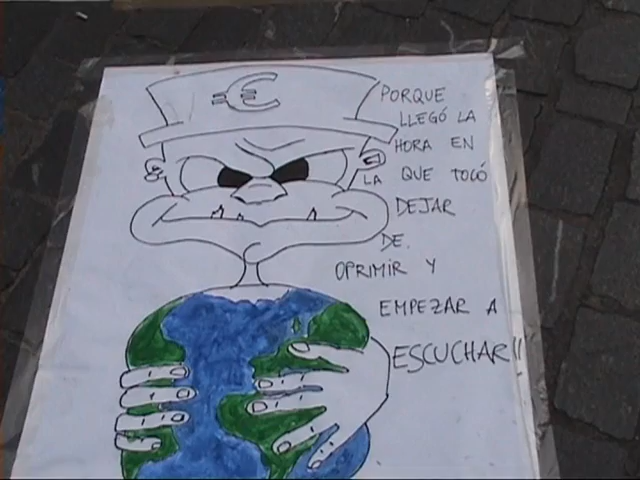 €
PORQUE
LLEGÓ LA
HORA EN
LA QUE TOCÓ
DEJAR
DE.
OPRIMIR Y
EMPEZAR A
ESCUCHAR!!